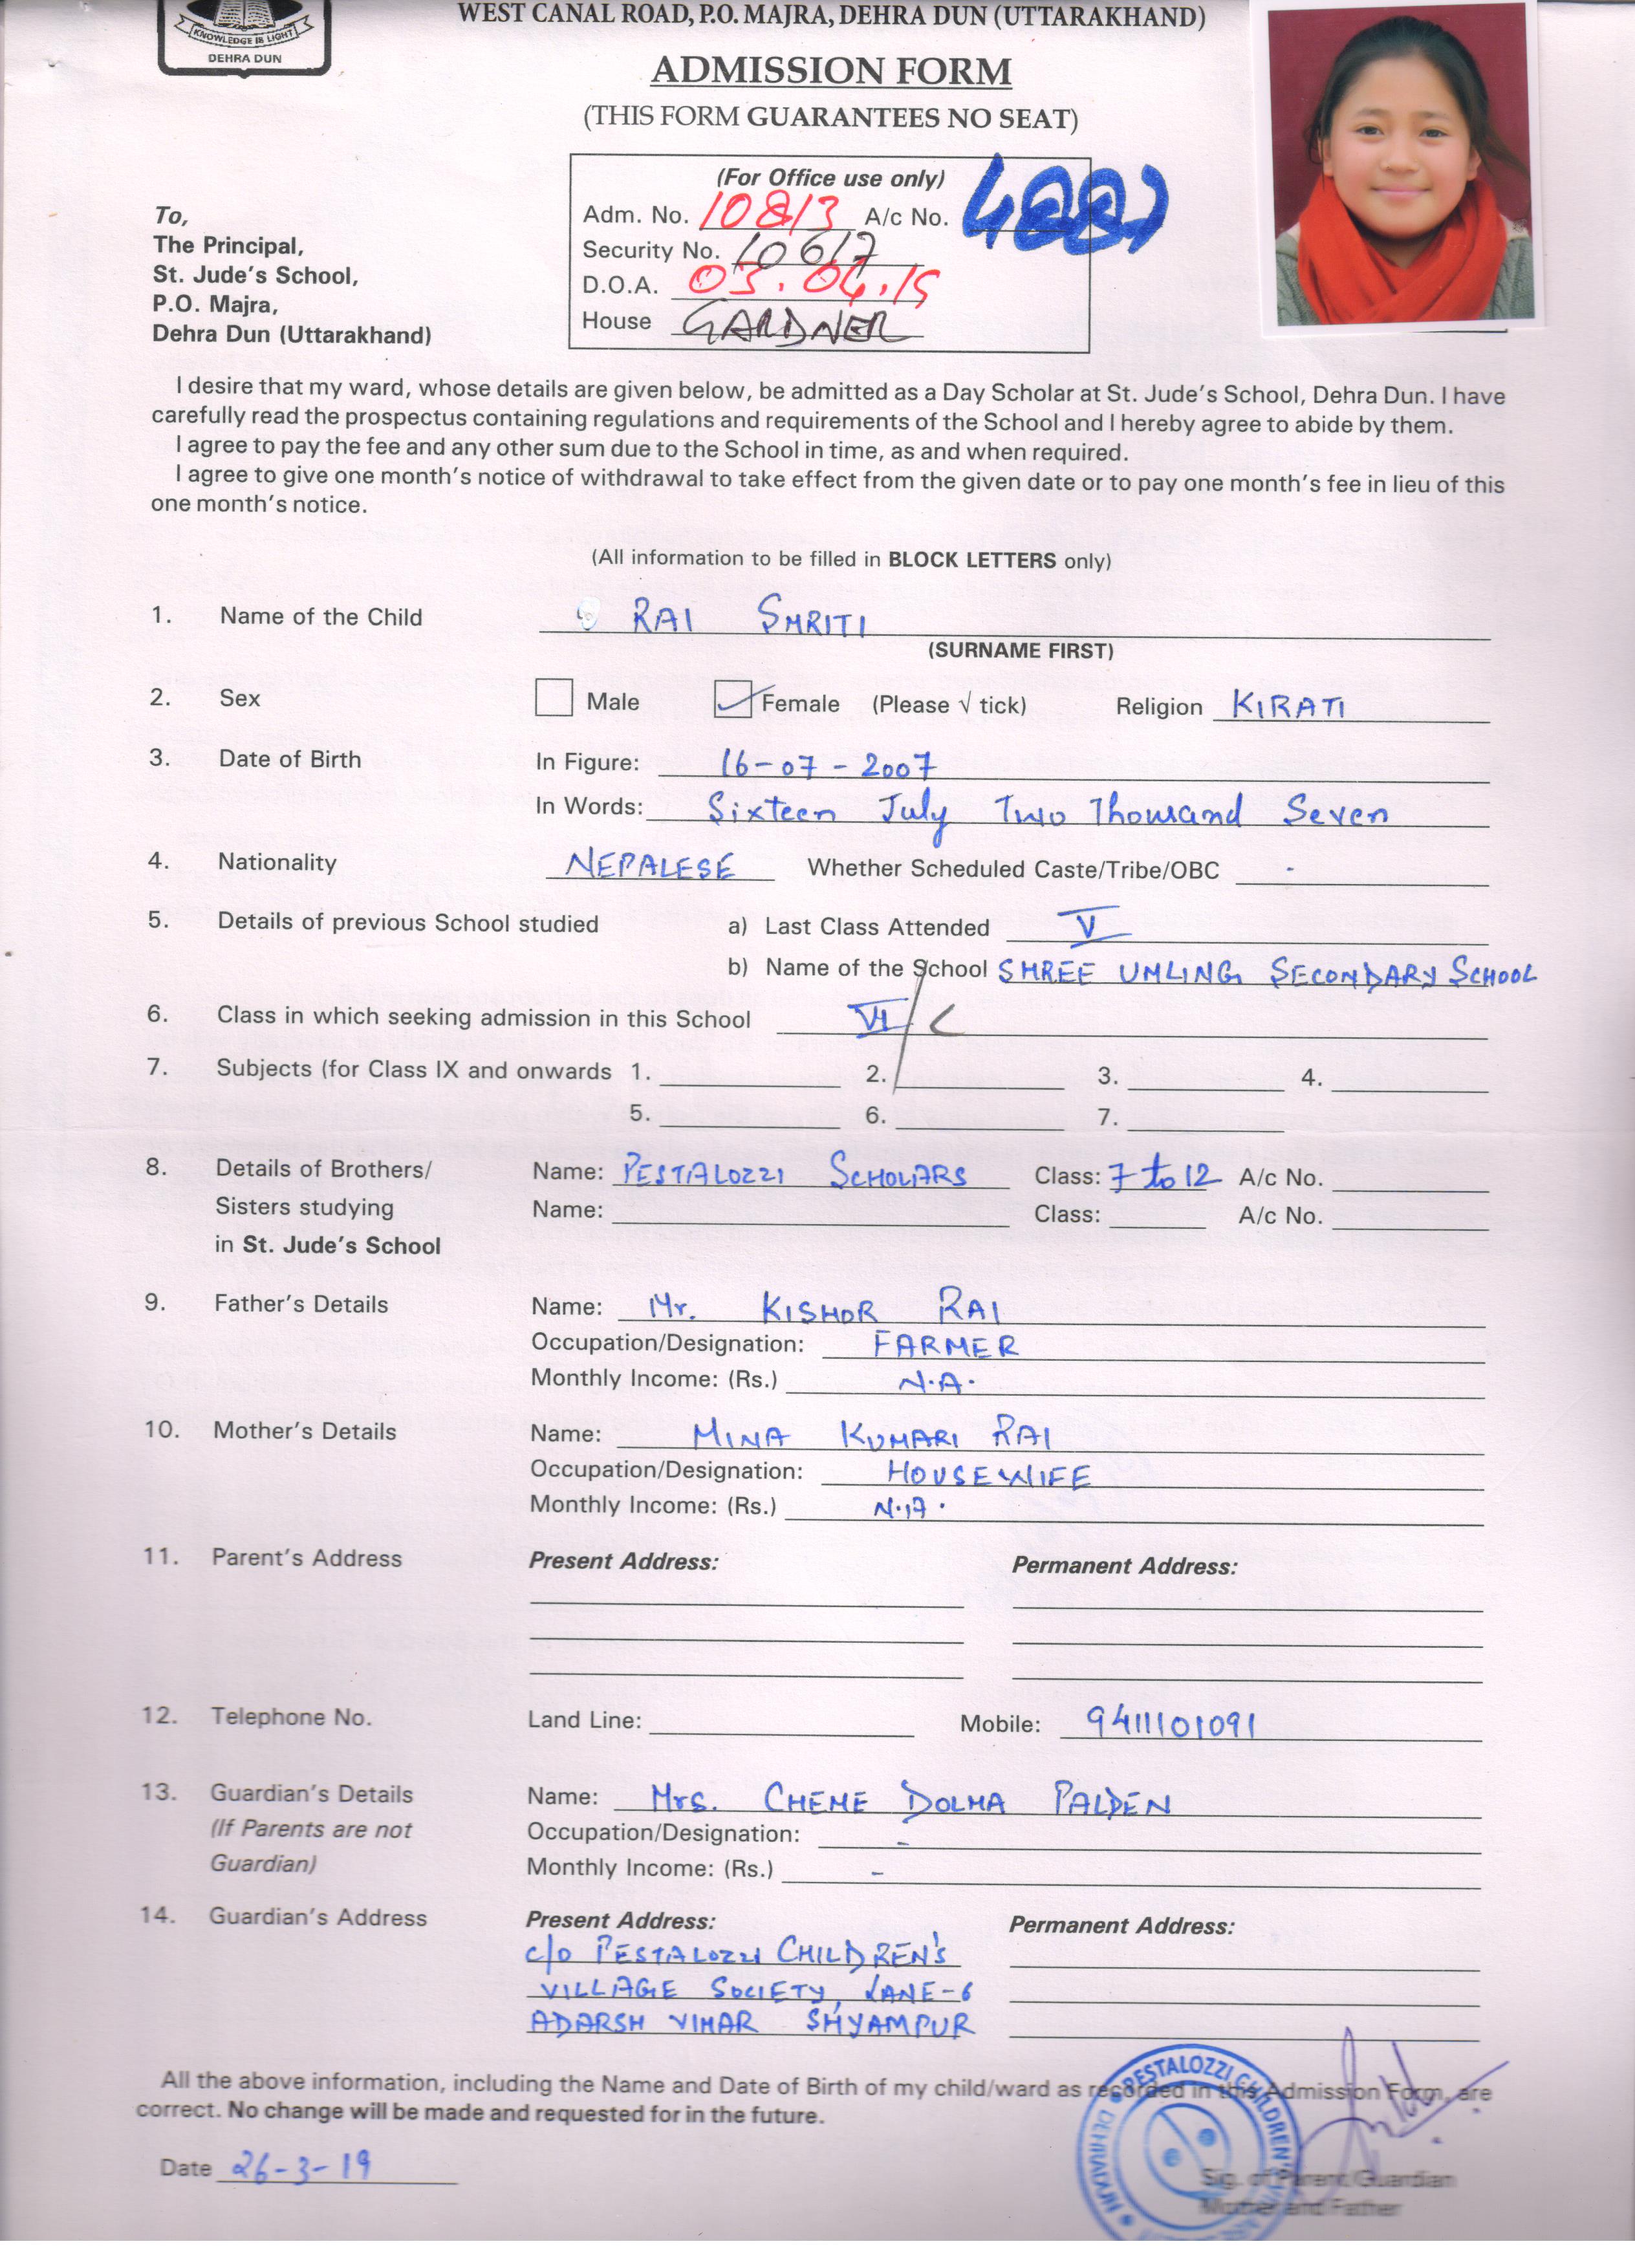 KNOWLEDGE IS LIGHT
DEHRA DUN
WEST CANAL ROAD, P.O. MAJRA, DEHRA DUN (UTTARAKHAND)
ADMISSION FORM
(THIS FORM GUARANTEES NO SEAT)
(For Office use only)
Adm. No. 10813 A/c No.
Security No. 10617
D.O.A. 03.04.19
House GARDNER
To,
The Principal,
St. Jude's School,
P.O. Majra,
Dehra Dun (Uttarakhand)
I desire that my ward, whose details are given below, be admitted as a Day Scholar at St. Jude's School, Dehra Dun. I have
carefully read the prospectus containing regulations and requirements of the School and I hereby agree to abide by them.
I agree to pay the fee and any other sum due to the School in time, as and when required.
I agree to give one month's notice of withdrawal to take effect from the given date or to pay one month's fee in lieu of this
one month's notice.
(All information to be filled in BLOCK LETTERS only)
1. Name of the Child RAI SMRITI
(SURNAME FIRST)
2. Sex Male Female (Please √ tick) Religion KIRATI
3. Date of Birth In Figure: 16-07-2007
In Words: Sixteen July Two Thousand Seven
4. Nationality NEPALESE Whether Scheduled Caste/Tribe/OBC -
5. Details of previous School studied a) Last Class Attended V
b) Name of the School SHREE UMLING SECONDARY SCHOOL
6. Class in which seeking admission in this School VI/C
7. Subjects (for Class IX and onwards 1. 2. 3. 4.
5. 6. 7.
8. Details of Brothers/ Name: PESTALOZZI SCHOLARS Class: 7 to 12 A/c No.
Sisters studying Name: Class: A/c No.
in St. Jude's School
9. Father's Details Name: Mr. KISHOR RAI
Occupation/Designation: FARMER
Monthly Income: (Rs.) N.A.
10. Mother's Details Name: MINA KUMARI RAI
Occupation/Designation: HOUSEWIFE
Monthly Income: (Rs.) N.A.
11. Parent's Address Present Address: Permanent Address:
12. Telephone No. Land Line: Mobile: 9411101091
13. Guardian's Details Name: Mrs. CHEME DOLMA PALDEN
(If Parents are not Occupation/Designation: -
Guardian) Monthly Income: (Rs.) -
14. Guardian's Address Present Address: Permanent Address:
c/o PESTALOZZI CHILDREN'S
VILLAGE SOCIETY, LANE-6
ADARSH VIHAR SHYAMPUR
All the above information, including the Name and Date of Birth of my child/ward as recorded in this Admission Form, are
correct. No change will be made and requested for in the future.
PESTALOZZI CHILDREN'S
Date 26-3-19
Sig. of Parent/Guardian
Mother and Father